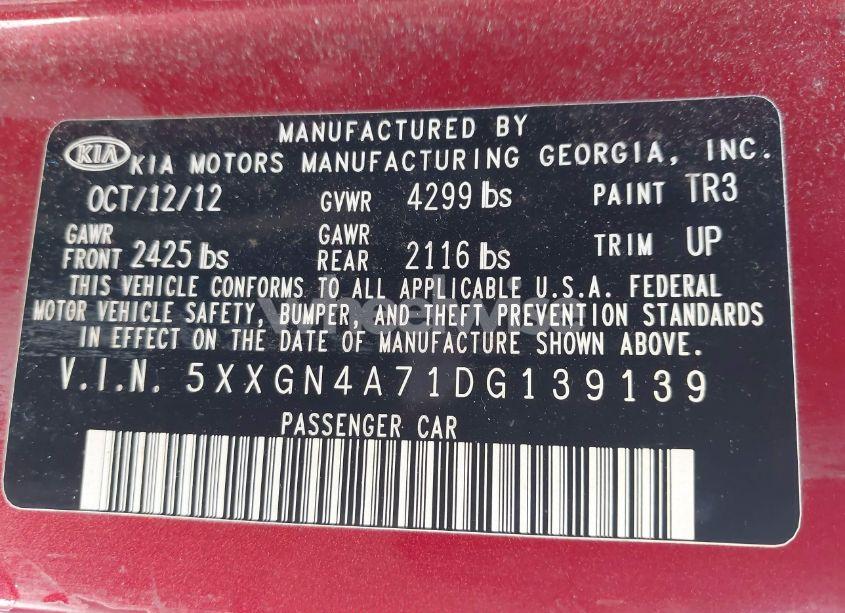 MANUFACTURED BY
KIA KIA MOTORS MANUFACTURING GEORGIA, INC.
OCT/12/12 GVWR 4299 lbs PAINT TR3
GAWR FRONT 2425 lbs GAWR REAR 2116 lbs TRIM UP
THIS VEHICLE CONFORMS TO ALL APPLICABLE U.S.A. FEDERAL
MOTOR VEHICLE SAFETY, BUMPER, AND THEFT PREVENTION STANDARDS
IN EFFECT ON THE DATE OF MANUFACTURE SHOWN ABOVE.
V.I.N. 5XXGN4A71DG139139
PASSENGER CAR